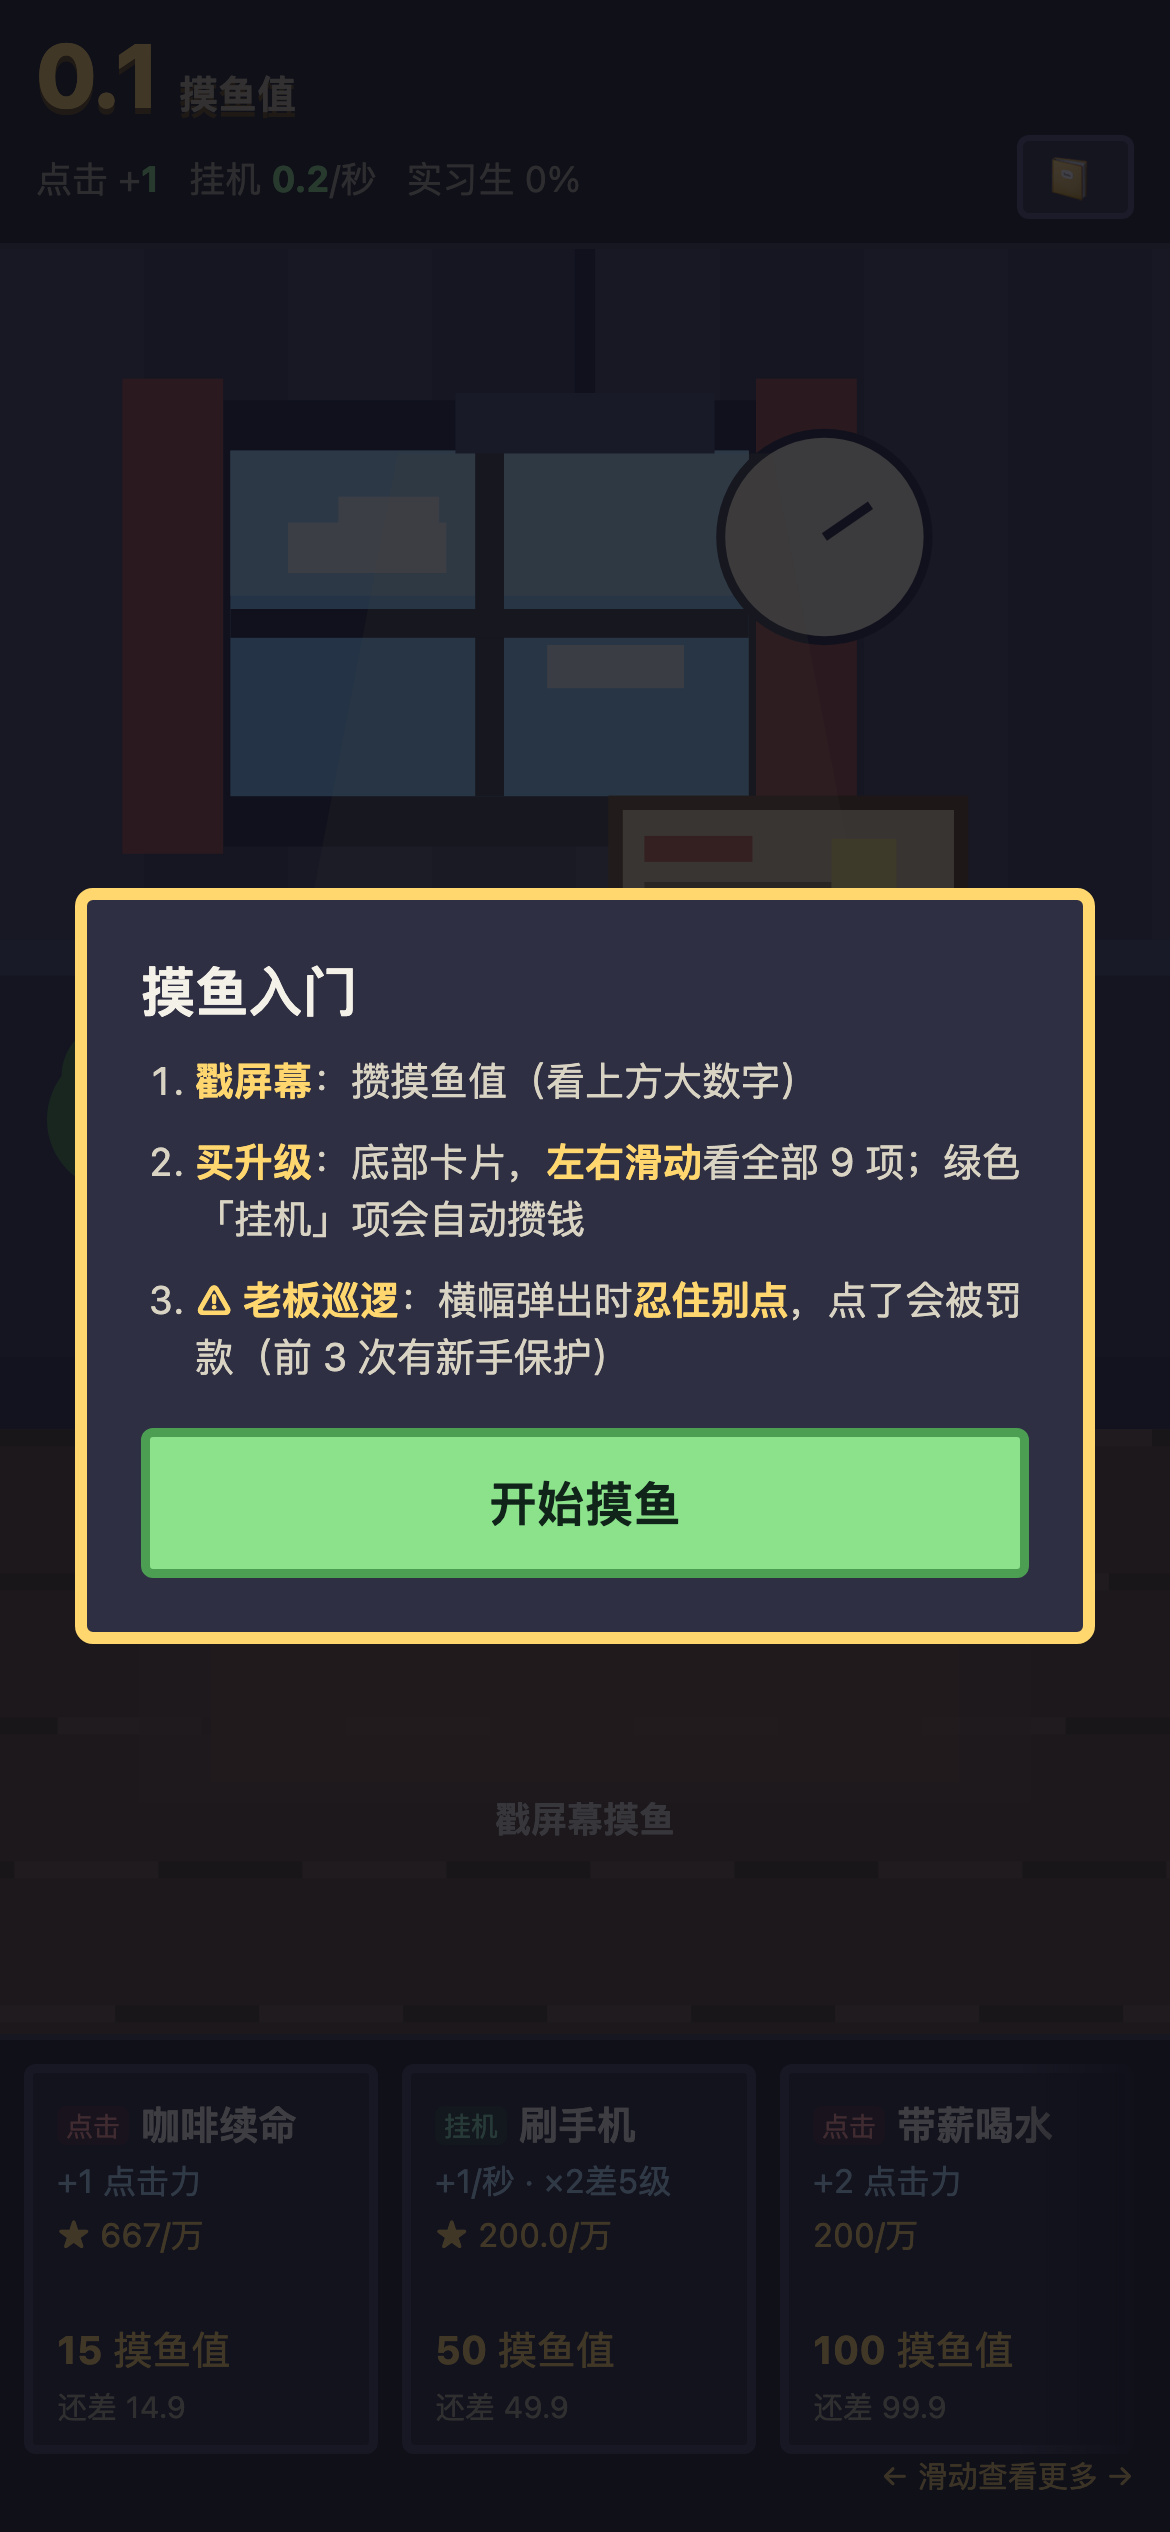 0.1 摸鱼值
点击 +1 挂机 0.2/秒 实习生 0%
摸鱼入门
1. 戳屏幕：攒摸鱼值（看上方大数字）
2. 买升级：底部卡片，左右滑动看全部 9 项；绿色
「挂机」项会自动攒钱
3. ⚠ 老板巡逻：横幅弹出时忍住别点，点了会被罚
款（前 3 次有新手保护）
开始摸鱼
戳屏幕摸鱼
点击 咖啡续命
+1 点击力
★ 667/万
15 摸鱼值
还差 14.9
挂机 刷手机
+1/秒 · ×2差5级
★ 200.0/万
50 摸鱼值
还差 49.9
点击 带薪喝水
+2 点击力
200/万
100 摸鱼值
还差 99.9
← 滑动查看更多 →